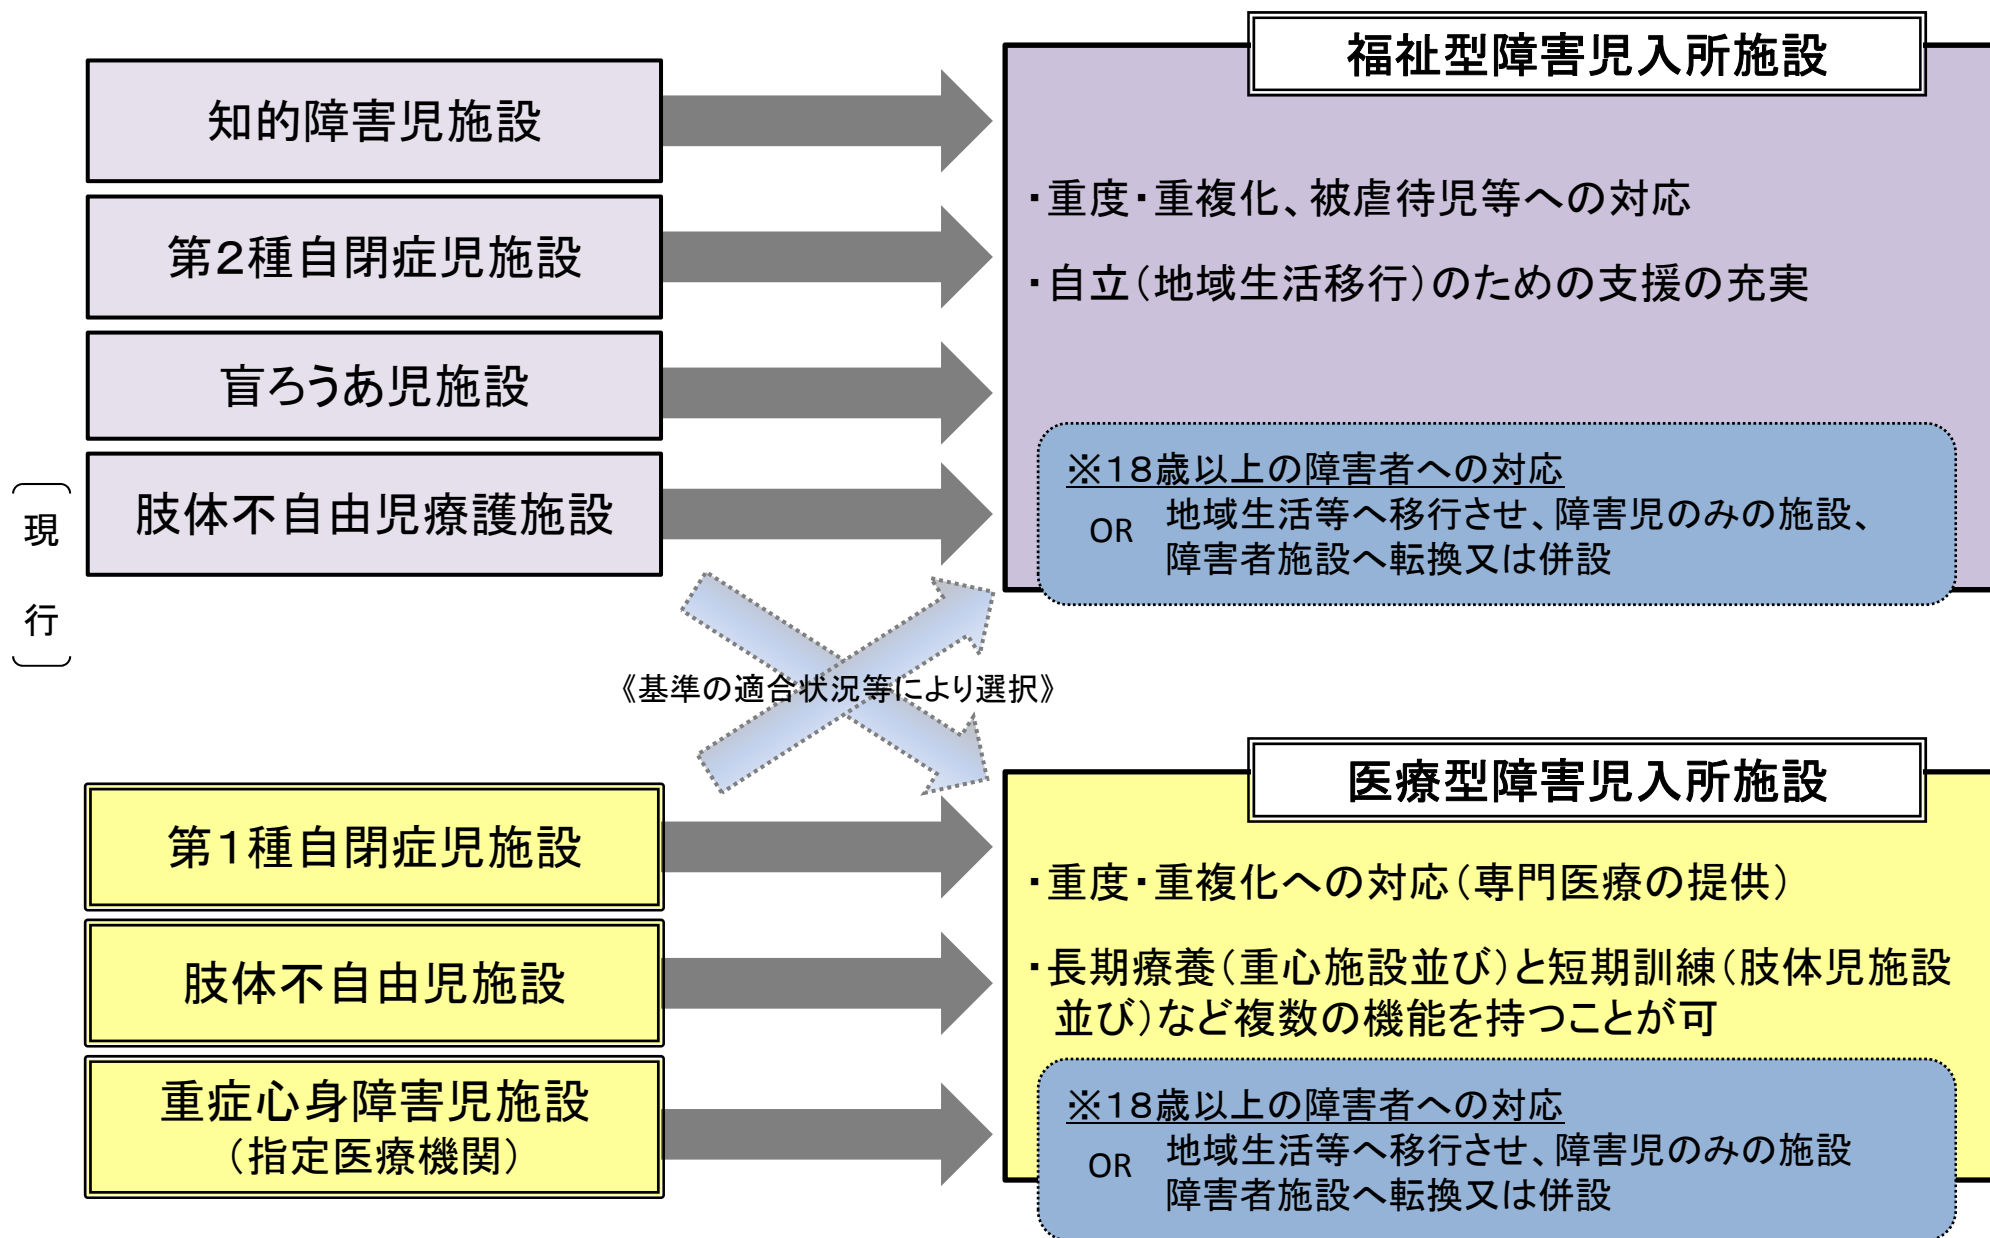 現
行
知的障害児施設
第2種自閉症児施設
盲ろうあ児施設
肢体不自由児療護施設
福祉型障害児入所施設
・重度・重複化、被虐待児等への対応
・自立(地域生活移行)のための支援の充実
※18歳以上の障害者への対応
地域生活等へ移行させ、障害児のみの施設、
OR
障害者施設へ転換又は併設
《基準の適合状況等により選択》
第1種自閉症児施設
肢体不自由児施設
重症心身障害児施設
(指定医療機関)
医療型障害児入所施設
・重度・重複化への対応(専門医療の提供)
・長期療養(重心施設並び)と短期訓練(肢体児施設
並び)など複数の機能を持つことが可
※18歳以上の障害者への対応
地域生活等へ移行させ、障害児のみの施設
OR
障害者施設へ転換又は併設